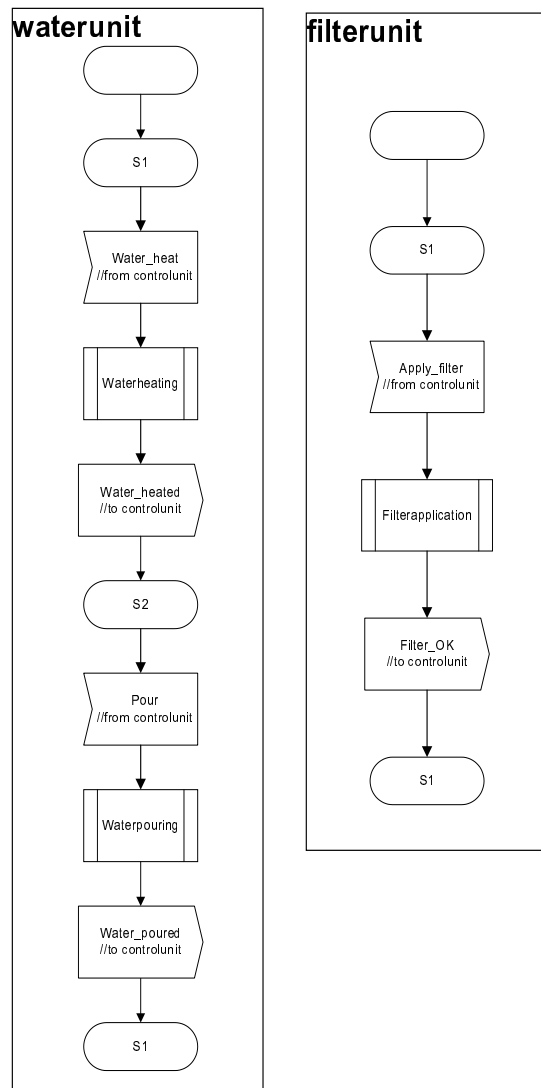 waterunit
S1
Water_heat
//from controlunit
Waterheating
Water_heated
//to controlunit
S2
Pour
//from controlunit
Waterpouring
Water_poured
//to controlunit
S1
filterunit
S1
Apply_filter
//from controlunit
Filterapplication
Filter_OK
//to controlunit
S1